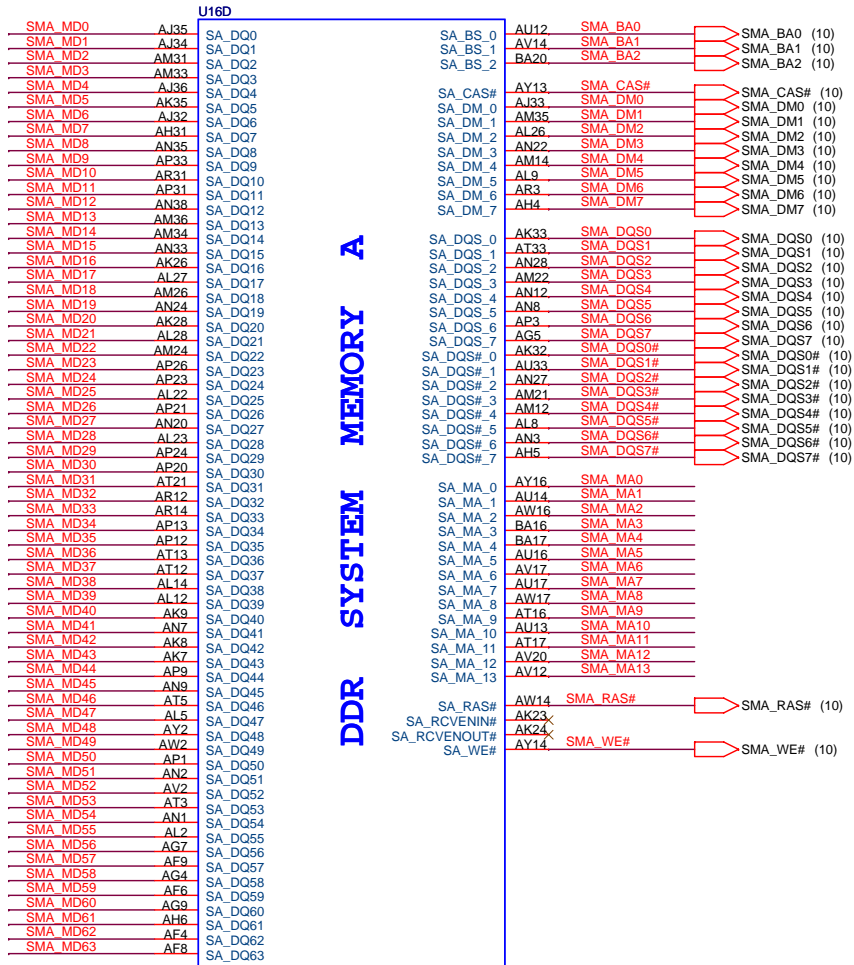 U16D
SMA_MD0 AJ35 SA_DQ0 SA_BS_0 AU12 SMA_BA0 SMA_BA0 (10)
SMA_MD1 AJ34 SA_DQ1 SA_BS_1 AV14 SMA_BA1 SMA_BA1 (10)
SMA_MD2 AM31 SA_DQ2 SA_BS_2 BA20 SMA_BA2 SMA_BA2 (10)
SMA_MD3 AM33 SA_DQ3
SMA_MD4 AJ36 SA_DQ4 SA_CAS# AY13 SMA_CAS# SMA_CAS# (10)
SMA_MD5 AK35 SA_DQ5 SA_DM_0 AJ33 SMA_DM0 SMA_DM0 (10)
SMA_MD6 AJ32 SA_DQ6 SA_DM_1 AM35 SMA_DM1 SMA_DM1 (10)
SMA_MD7 AH31 SA_DQ7 SA_DM_2 AL26 SMA_DM2 SMA_DM2 (10)
SMA_MD8 AN35 SA_DQ8 SA_DM_3 AN22 SMA_DM3 SMA_DM3 (10)
SMA_MD9 AP33 SA_DQ9 SA_DM_4 AM14 SMA_DM4 SMA_DM4 (10)
SMA_MD10 AR31 SA_DQ10 SA_DM_5 AL9 SMA_DM5 SMA_DM5 (10)
SMA_MD11 AP31 SA_DQ11 SA_DM_6 AR3 SMA_DM6 SMA_DM6 (10)
SMA_MD12 AN38 SA_DQ12 SA_DM_7 AH4 SMA_DM7 SMA_DM7 (10)
SMA_MD13 AM36 SA_DQ13
SMA_MD14 AM34 SA_DQ14 SA_DQS_0 AK33 SMA_DQS0 SMA_DQS0 (10)
SMA_MD15 AN33 SA_DQ15 SA_DQS_1 AT33 SMA_DQS1 SMA_DQS1 (10)
SMA_MD16 AK26 SA_DQ16 SA_DQS_2 AN28 SMA_DQS2 SMA_DQS2 (10)
SMA_MD17 AL27 SA_DQ17 SA_DQS_3 AM22 SMA_DQS3 SMA_DQS3 (10)
SMA_MD18 AM26 SA_DQ18 SA_DQS_4 AN12 SMA_DQS4 SMA_DQS4 (10)
SMA_MD19 AN24 SA_DQ19 SA_DQS_5 AN8 SMA_DQS5 SMA_DQS5 (10)
SMA_MD20 AK28 SA_DQ20 SA_DQS_6 AP3 SMA_DQS6 SMA_DQS6 (10)
SMA_MD21 AL28 SA_DQ21 SA_DQS_7 AG5 SMA_DQS7 SMA_DQS7 (10)
SMA_MD22 AM24 SA_DQ22 SA_DQS#_0 AK32 SMA_DQS0# SMA_DQS0# (10)
SMA_MD23 AP26 SA_DQ23 SA_DQS#_1 AU33 SMA_DQS1# SMA_DQS1# (10)
SMA_MD24 AP23 SA_DQ24 SA_DQS#_2 AN27 SMA_DQS2# SMA_DQS2# (10)
SMA_MD25 AL22 SA_DQ25 SA_DQS#_3 AM21 SMA_DQS3# SMA_DQS3# (10)
SMA_MD26 AP21 SA_DQ26 SA_DQS#_4 AM12 SMA_DQS4# SMA_DQS4# (10)
SMA_MD27 AN20 SA_DQ27 SA_DQS#_5 AL8 SMA_DQS5# SMA_DQS5# (10)
SMA_MD28 AL23 SA_DQ28 SA_DQS#_6 AN3 SMA_DQS6# SMA_DQS6# (10)
SMA_MD29 AP24 SA_DQ29 SA_DQS#_7 AH5 SMA_DQS7# SMA_DQS7# (10)
SMA_MD30 AP20 SA_DQ30
SMA_MD31 AT21 SA_DQ31 SA_MA_0 AY16 SMA_MA0
SMA_MD32 AR12 SA_DQ32 SA_MA_1 AU14 SMA_MA1
SMA_MD33 AR14 SA_DQ33 SA_MA_2 AW16 SMA_MA2
SMA_MD34 AP13 SA_DQ34 SA_MA_3 BA16 SMA_MA3
SMA_MD35 AP12 SA_DQ35 SA_MA_4 BA17 SMA_MA4
SMA_MD36 AT13 SA_DQ36 SA_MA_5 AU16 SMA_MA5
SMA_MD37 AT12 SA_DQ37 SA_MA_6 AV17 SMA_MA6
SMA_MD38 AL14 SA_DQ38 SA_MA_7 AU17 SMA_MA7
SMA_MD39 AL12 SA_DQ39 SA_MA_8 AW17 SMA_MA8
SMA_MD40 AK9 SA_DQ40 SA_MA_9 AT16 SMA_MA9
SMA_MD41 AN7 SA_DQ41 SA_MA_10 AU13 SMA_MA10
SMA_MD42 AK8 SA_DQ42 SA_MA_11 AT17 SMA_MA11
SMA_MD43 AK7 SA_DQ43 SA_MA_12 AV20 SMA_MA12
SMA_MD44 AP9 SA_DQ44 SA_MA_13 AV12 SMA_MA13
SMA_MD45 AN9 SA_DQ45
SMA_MD46 AT5 SA_DQ46 SA_RAS# AW14 SMA_RAS# SMA_RAS# (10)
SMA_MD47 AL5 SA_DQ47 SA_RCVENIN# AK23
SMA_MD48 AY2 SA_DQ48 SA_RCVENOUT# AK24
SMA_MD49 AW2 SA_DQ49 SA_WE# AY14 SMA_WE# SMA_WE# (10)
SMA_MD50 AP1 SA_DQ50
SMA_MD51 AN2 SA_DQ51
SMA_MD52 AV2 SA_DQ52
SMA_MD53 AT3 SA_DQ53
SMA_MD54 AN1 SA_DQ54
SMA_MD55 AL2 SA_DQ55
SMA_MD56 AG7 SA_DQ56
SMA_MD57 AF9 SA_DQ57
SMA_MD58 AG4 SA_DQ58
SMA_MD59 AF6 SA_DQ59
SMA_MD60 AG9 SA_DQ60
SMA_MD61 AH6 SA_DQ61
SMA_MD62 AF4 SA_DQ62
SMA_MD63 AF8 SA_DQ63
DDR SYSTEM MEMORY A